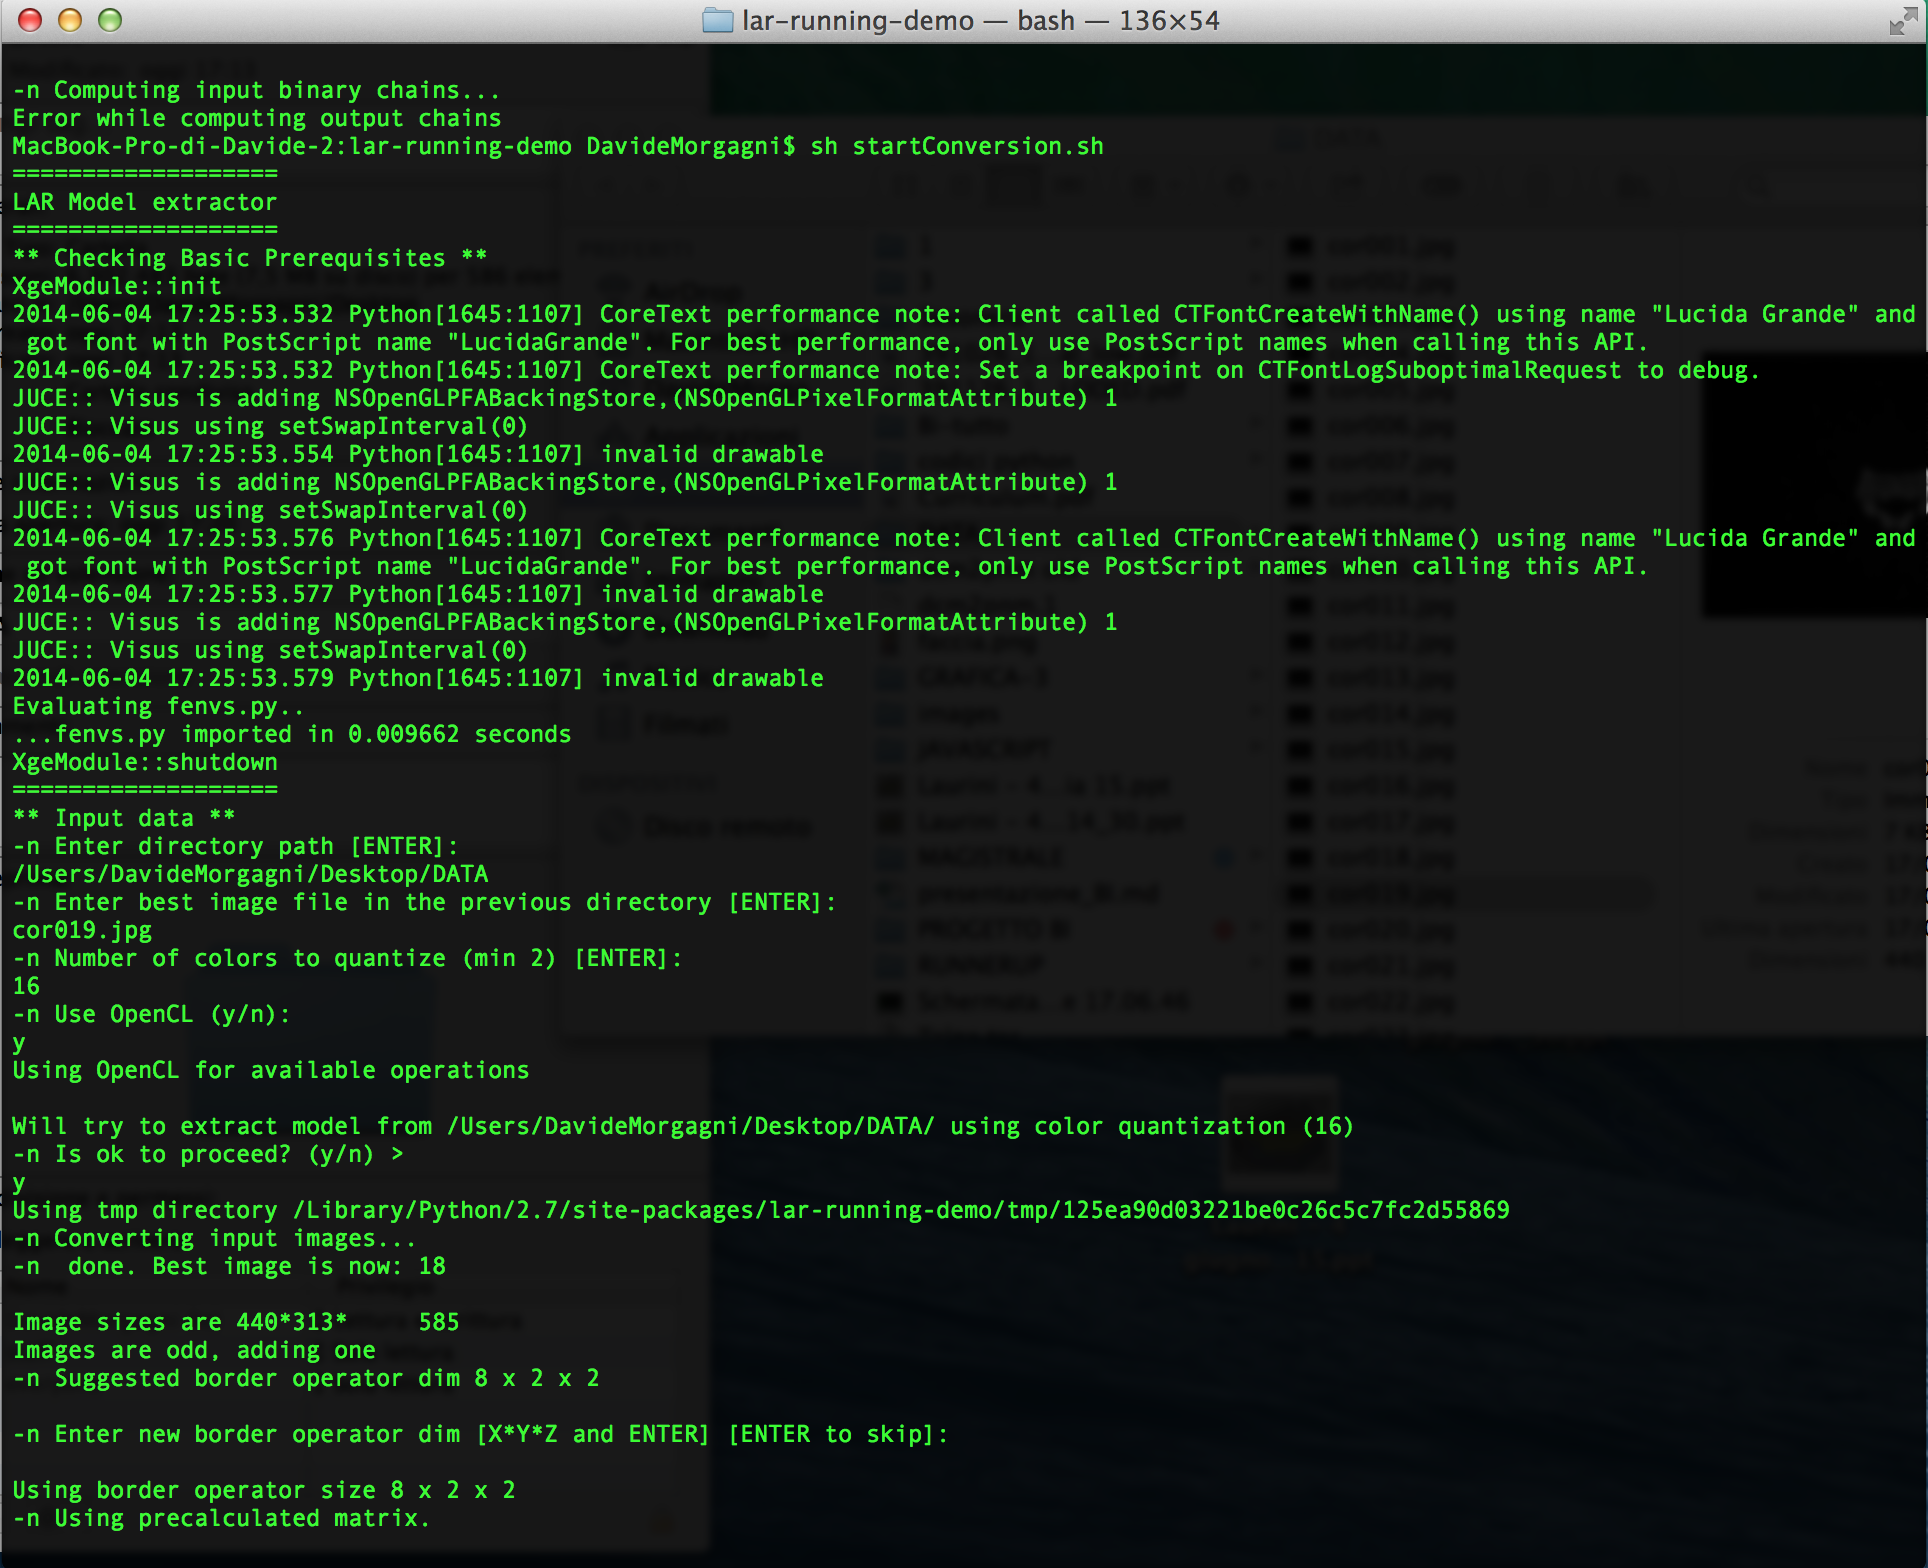 lar-running-demo — bash — 136×54
-n Computing input binary chains...
Error while computing output chains
MacBook-Pro-di-Davide-2:lar-running-demo DavideMorgagni$ sh startConversion.sh
===================
LAR Model extractor
===================
** Checking Basic Prerequisites **
XgeModule::init
2014-06-04 17:25:53.532 Python[1645:1107] CoreText performance note: Client called CTFontCreateWithName() using name "Lucida Grande" and
 got font with PostScript name "LucidaGrande". For best performance, only use PostScript names when calling this API.
2014-06-04 17:25:53.532 Python[1645:1107] CoreText performance note: Set a breakpoint on CTFontLogSuboptimalRequest to debug.
JUCE:: Visus is adding NSOpenGLPFABackingStore,(NSOpenGLPixelFormatAttribute) 1
JUCE:: Visus using setSwapInterval(0)
2014-06-04 17:25:53.554 Python[1645:1107] invalid drawable
JUCE:: Visus is adding NSOpenGLPFABackingStore,(NSOpenGLPixelFormatAttribute) 1
JUCE:: Visus using setSwapInterval(0)
2014-06-04 17:25:53.576 Python[1645:1107] CoreText performance note: Client called CTFontCreateWithName() using name "Lucida Grande" and
 got font with PostScript name "LucidaGrande". For best performance, only use PostScript names when calling this API.
2014-06-04 17:25:53.577 Python[1645:1107] invalid drawable
JUCE:: Visus is adding NSOpenGLPFABackingStore,(NSOpenGLPixelFormatAttribute) 1
JUCE:: Visus using setSwapInterval(0)
2014-06-04 17:25:53.579 Python[1645:1107] invalid drawable
Evaluating fenvs.py..
...fenvs.py imported in 0.009662 seconds
XgeModule::shutdown
===================
** Input data **
-n Enter directory path [ENTER]:
/Users/DavideMorgagni/Desktop/DATA
-n Enter best image file in the previous directory [ENTER]:
cor019.jpg
-n Number of colors to quantize (min 2) [ENTER]:
16
-n Use OpenCL (y/n):
y
Using OpenCL for available operations
Will try to extract model from /Users/DavideMorgagni/Desktop/DATA/ using color quantization (16)
-n Is ok to proceed? (y/n) >
y
Using tmp directory /Library/Python/2.7/site-packages/lar-running-demo/tmp/125ea90d03221be0c26c5c7fc2d55869
-n Converting input images...
-n  done. Best image is now: 18
Image sizes are 440*313*     585
Images are odd, adding one
-n Suggested border operator dim 8 x 2 x 2
-n Enter new border operator dim [X*Y*Z and ENTER] [ENTER to skip]:
Using border operator size 8 x 2 x 2
-n Using precalculated matrix.